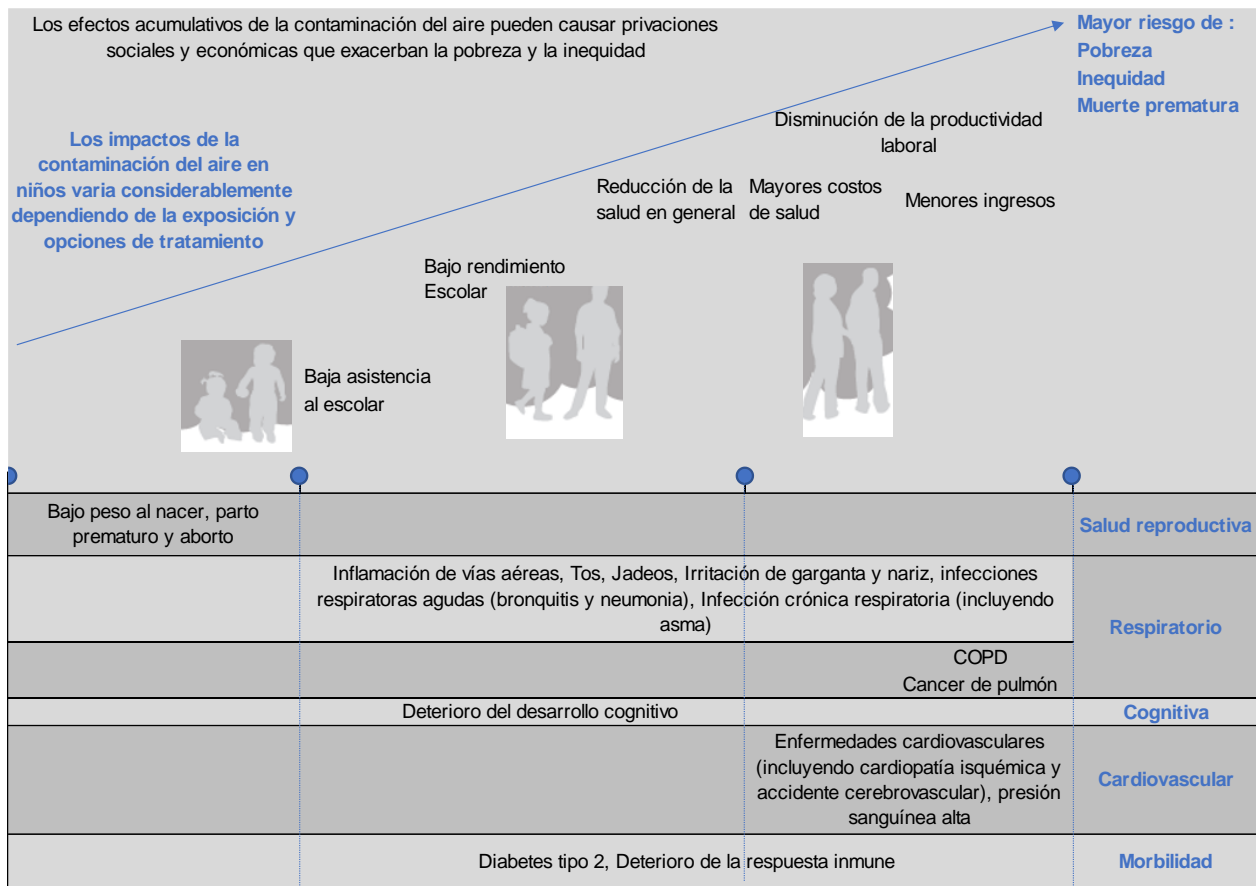 Los efectos acumulativos de la contaminación del aire pueden causar privaciones
sociales y económicas que exacerban la pobreza y la inequidad
Mayor riesgo de :
Pobreza
Inequidad
Muerte prematura
Los impactos de la
contaminación del aire en
niños varia considerablemente
dependiendo de la exposición y
opciones de tratamiento
Disminución de la productividad
laboral
Reducción de la
salud en general
Mayores costos
de salud
Menores ingresos
Bajo rendimiento
Escolar
Baja asistencia
al escolar
Bajo peso al nacer, parto
prematuro y aborto
Salud reproductiva
Inflamación de vías aéreas, Tos, Jadeos, Irritación de garganta y nariz, infecciones
respiratoras agudas (bronquitis y neumonia), Infección crónica respiratoria (incluyendo
asma)
Respiratorio
COPD
Cancer de pulmón
Deterioro del desarrollo cognitivo
Cognitiva
Enfermedades cardiovasculares
(incluyendo cardiopatía isquémica y
accidente cerebrovascular), presión
sanguínea alta
Cardiovascular
Diabetes tipo 2, Deterioro de la respuesta inmune
Morbilidad